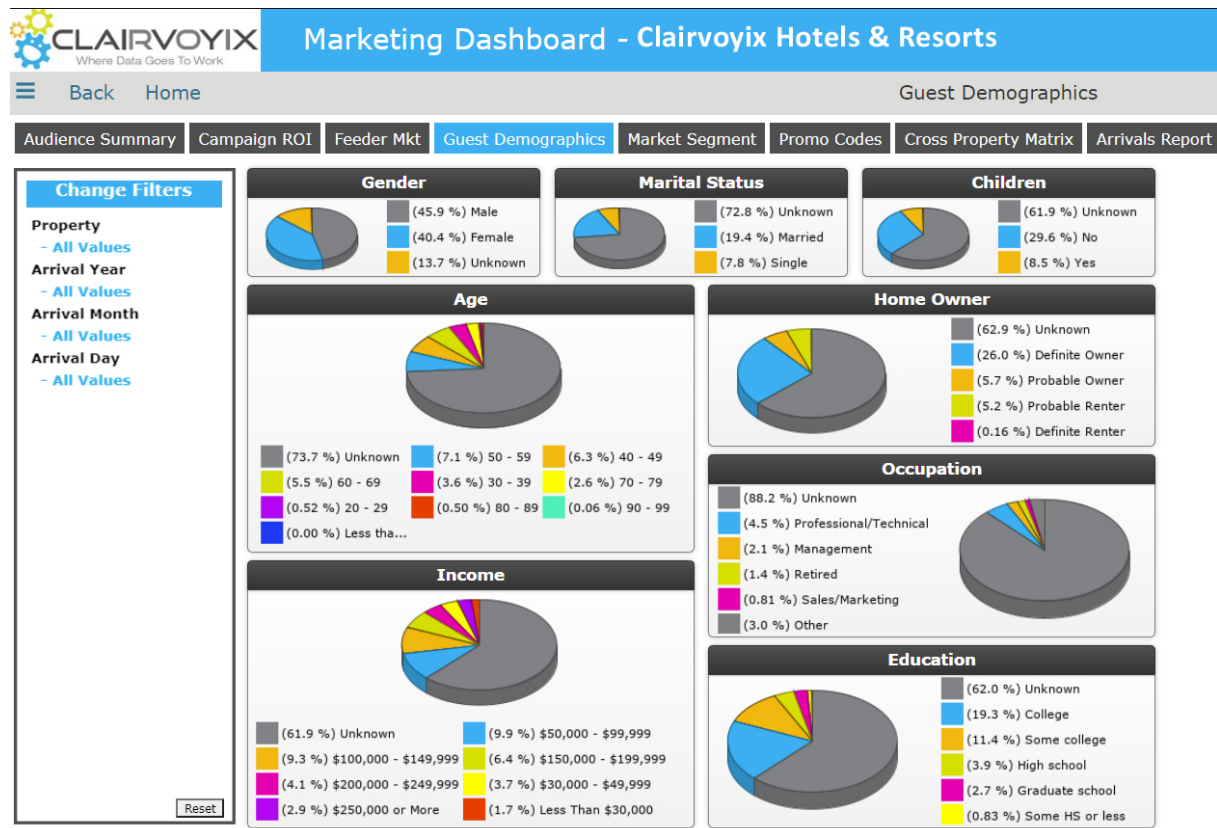 CLAIRVOYIX
Where Data Goes To Work
Marketing Dashboard - Clairvoyix Hotels & Resorts
Back Home
Guest Demographics
Audience Summary Campaign ROI Feeder Mkt Guest Demographics Market Segment Promo Codes Cross Property Matrix Arrivals Report
Change Filters
Property
- All Values
Arrival Year
- All Values
Arrival Month
- All Values
Arrival Day
- All Values
Reset
Gender
(45.9 %) Male
(40.4 %) Female
(13.7 %) Unknown
Marital Status
(72.8 %) Unknown
(19.4 %) Married
(7.8 %) Single
Children
(61.9 %) Unknown
(29.6 %) No
(8.5 %) Yes
Age
(73.7 %) Unknown (7.1 %) 50 - 59 (6.3 %) 40 - 49
(5.5 %) 60 - 69 (3.6 %) 30 - 39 (2.6 %) 70 - 79
(0.52 %) 20 - 29 (0.50 %) 80 - 89 (0.06 %) 90 - 99
(0.00 %) Less tha...
Home Owner
(62.9 %) Unknown
(26.0 %) Definite Owner
(5.7 %) Probable Owner
(5.2 %) Probable Renter
(0.16 %) Definite Renter
Occupation
(88.2 %) Unknown
(4.5 %) Professional/Technical
(2.1 %) Management
(1.4 %) Retired
(0.81 %) Sales/Marketing
(3.0 %) Other
Income
(61.9 %) Unknown (9.9 %) $50,000 - $99,999
(9.3 %) $100,000 - $149,999 (6.4 %) $150,000 - $199,999
(4.1 %) $200,000 - $249,999 (3.7 %) $30,000 - $49,999
(2.9 %) $250,000 or More (1.7 %) Less Than $30,000
Education
(62.0 %) Unknown
(19.3 %) College
(11.4 %) Some college
(3.9 %) High school
(2.7 %) Graduate school
(0.83 %) Some HS or less